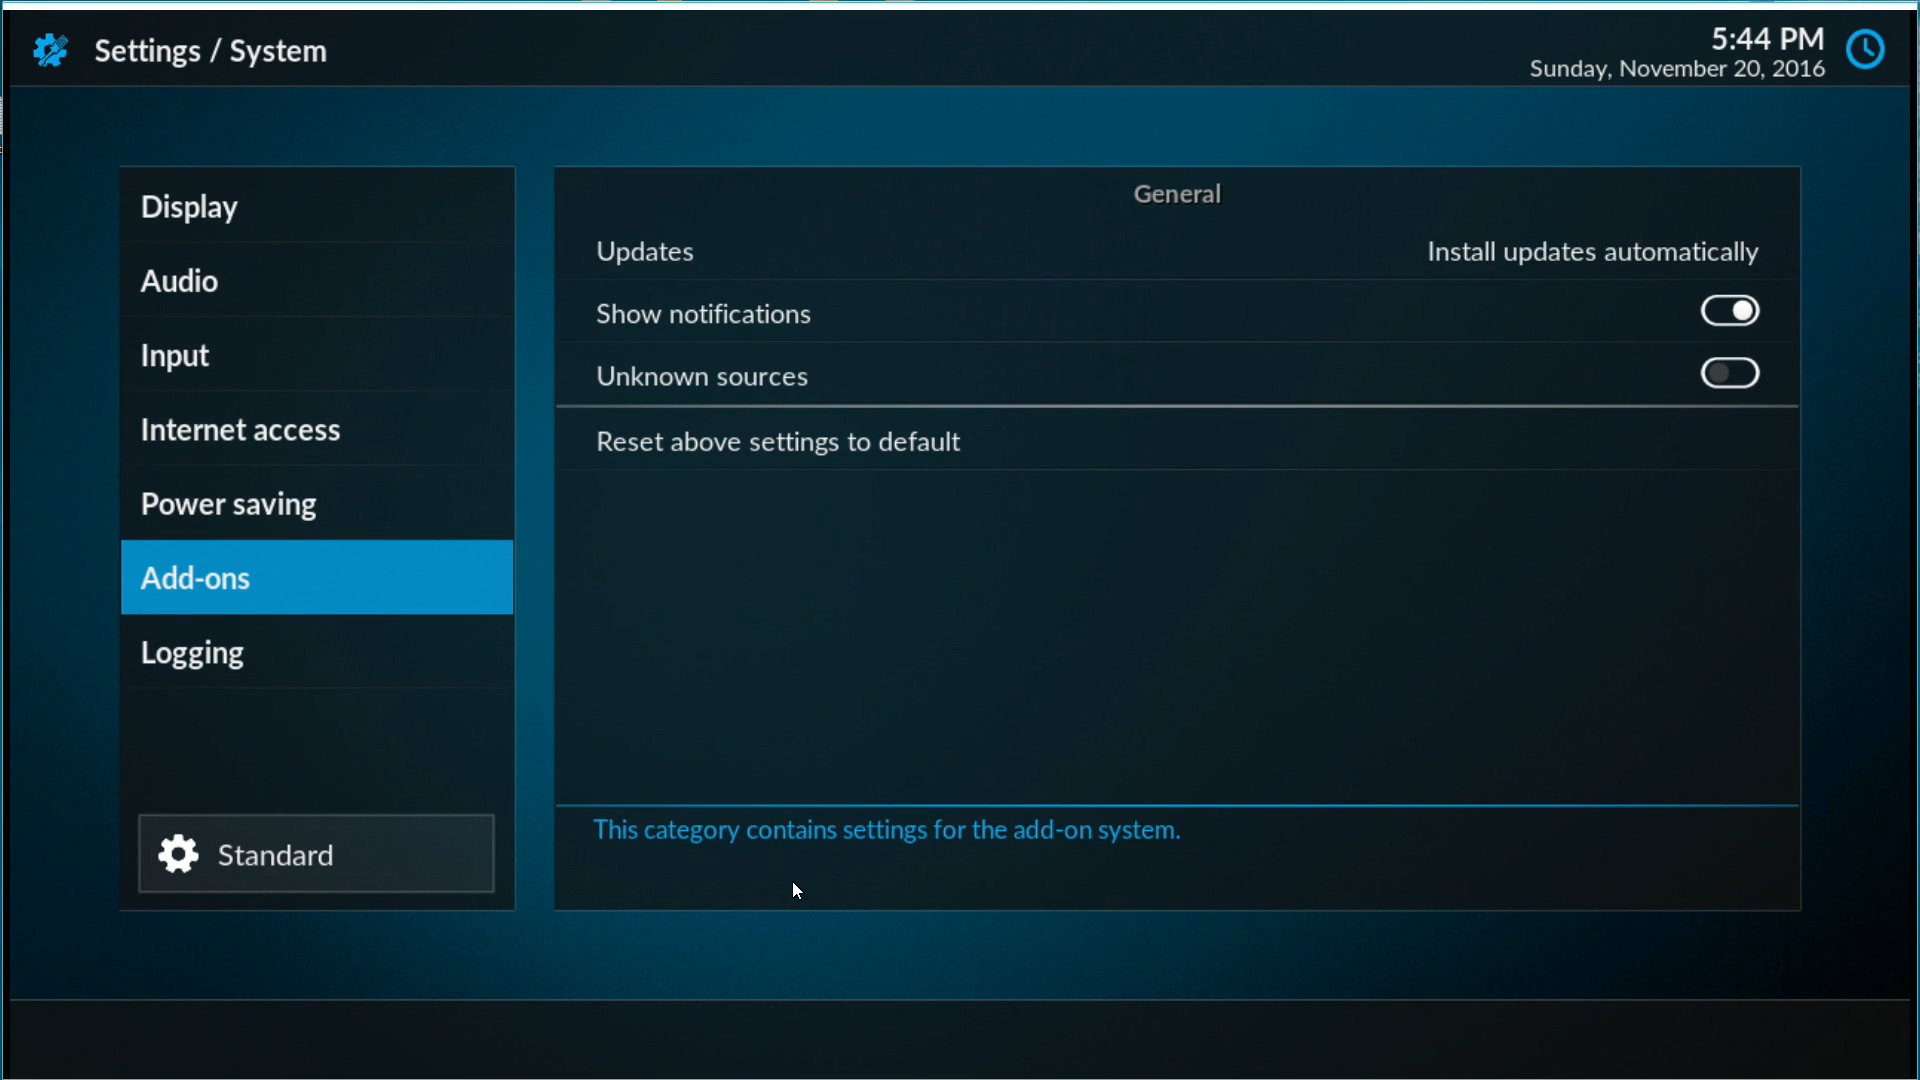 Settings / System
5:44 PM
Sunday, November 20, 2016
Display
Audio
Input
Internet access
Power saving
Add-ons
Logging
Standard
General
Updates Install updates automatically
Show notifications
Unknown sources
Reset above settings to default
This category contains settings for the add-on system.